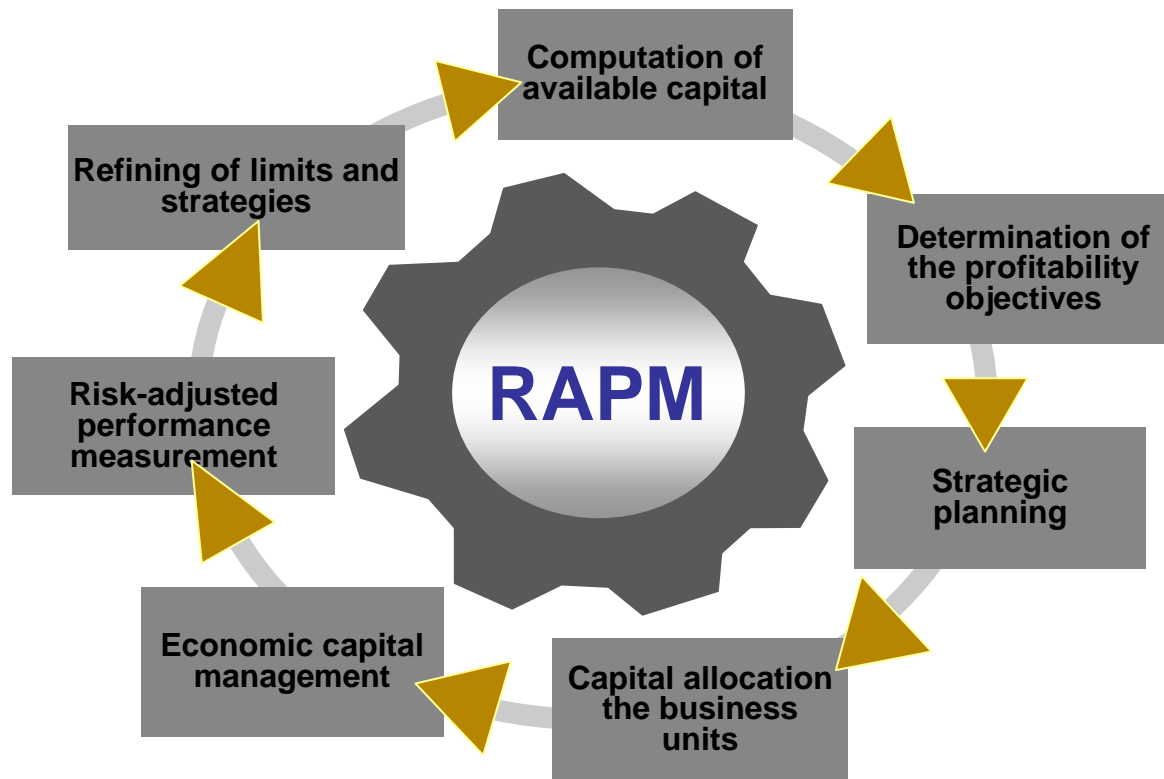 Computation of
available capital
Determination of
the profitability
objectives
Strategic
planning
Capital allocation
the business
units
Economic capital
management
Risk-adjusted
performance
measurement
Refining of limits and
strategies
RAPM